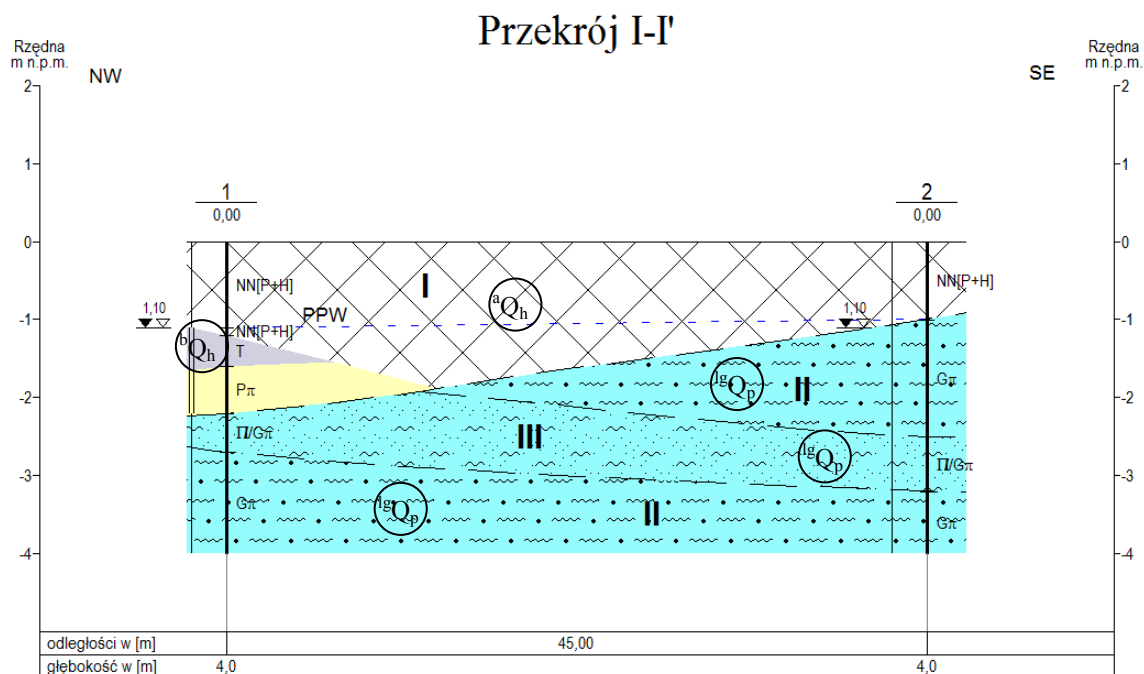 Przekrój I-I'
Rzędna
m n.p.m.
Rzędna
m n.p.m.
NW
SE
2
2
1
1
1
0,00
2
0,00
0
0
NN[P+H]
I
aQh
NN[P+H]
1,10
PPW
1,10
-1
-1
NN[P+H]
bQh
T
Pπ
lgQp
II
Gπ
-2
-2
Π/Gπ
III
lgQp
Π/Gπ
-3
-3
Gπ
lgQp
II
Gπ
-4
-4
odległości w [m]
45,00
głębokość w [m]
4,0
4,0